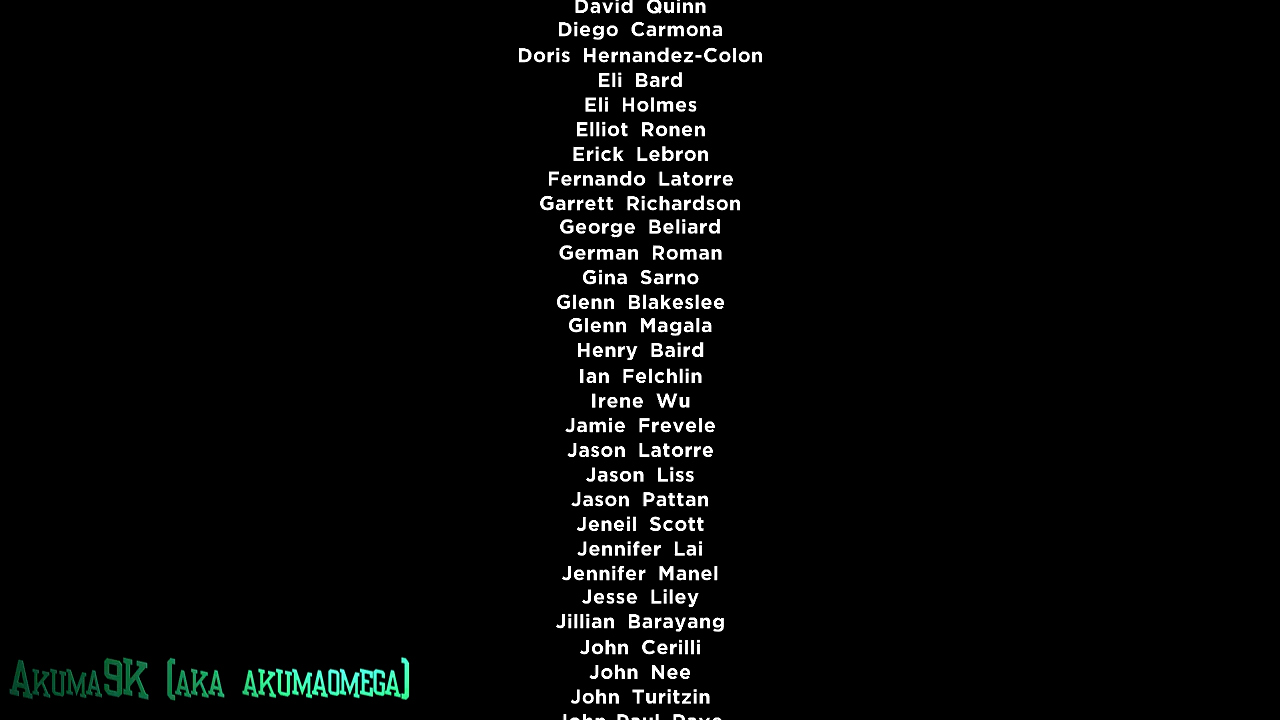 David Quinn
Diego Carmona
Doris Hernandez-Colon
Eli Bard
Eli Holmes
Elliot Ronen
Erick Lebron
Fernando Latorre
Garrett Richardson
George Beliard
German Roman
Gina Sarno
Glenn Blakeslee
Glenn Magala
Henry Baird
Ian Felchlin
Irene Wu
Jamie Frevele
Jason Latorre
Jason Liss
Jason Pattan
Jeneil Scott
Jennifer Lai
Jennifer Manel
Jesse Liley
Jillian Barayang
John Cerilli
John Nee
John Turitzin
John Paul
Akuma9K (aka akumaomega)